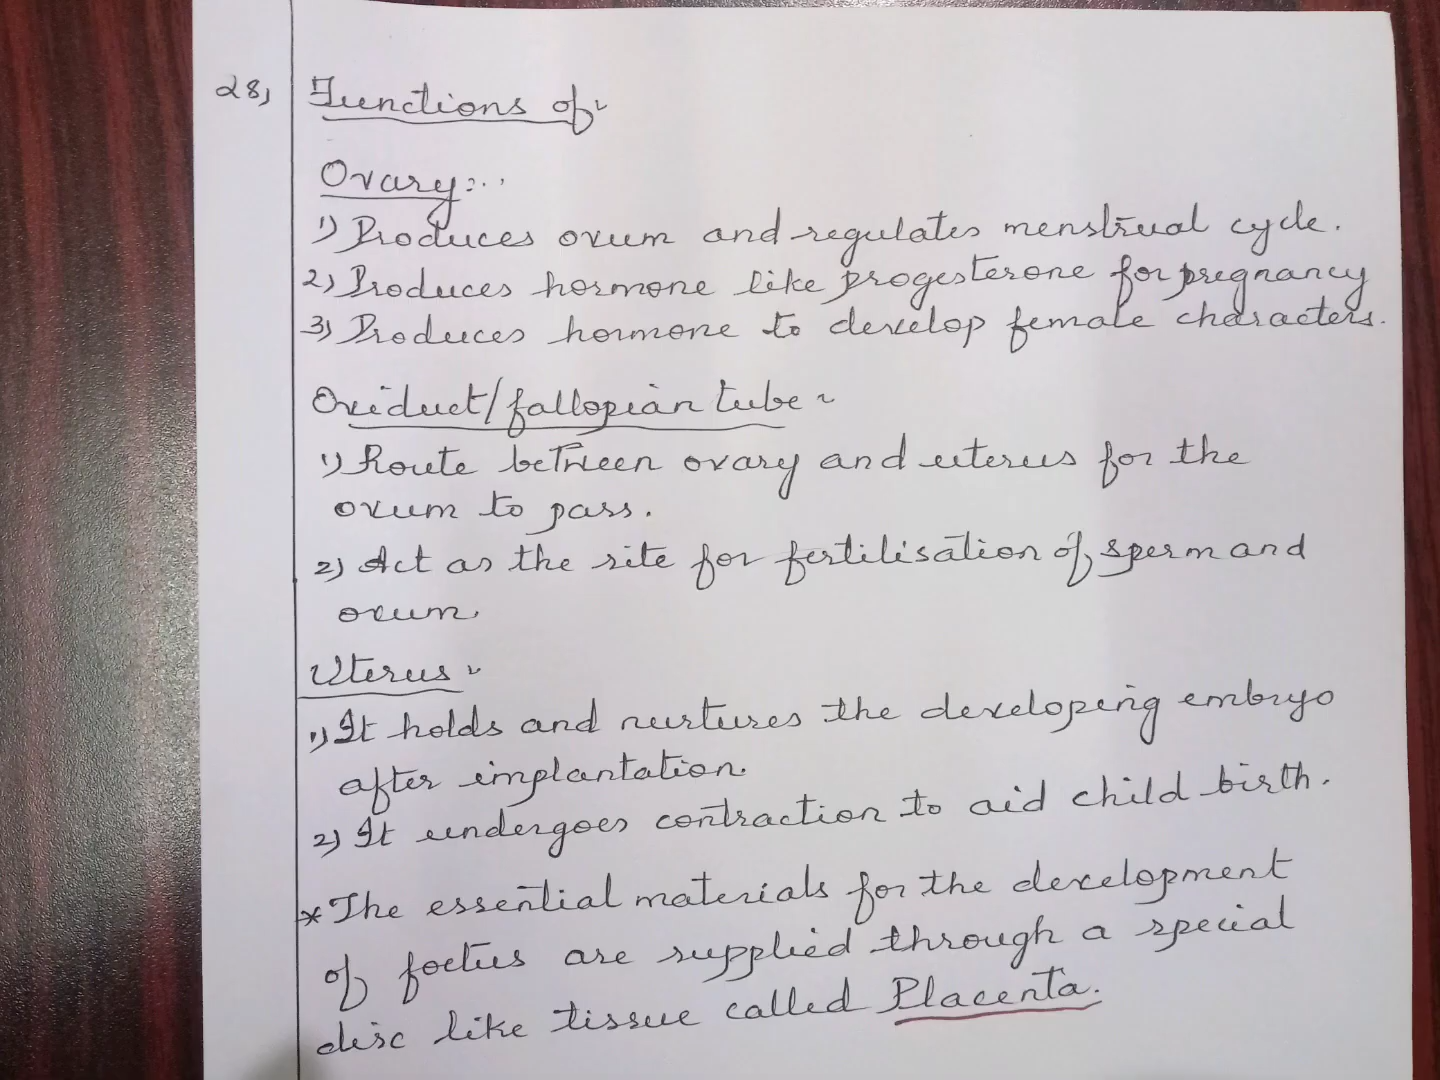 28) Functions of:
Ovary:-
1) Produces ovum and regulates menstrual cycle.
2) Produces hormone like progesterone for pregnancy
3) Produces hormone to develop female characters.
Oviduct/fallopian tube:
1) Route between ovary and uterus for the
ovum to pass.
2) Act as the site for fertilisation of sperm and
ovum.
Uterus:
1) It holds and nurtures the developing embryo
after implantation.
2) It undergoes contraction to aid child birth.
* The essential materials for the development
of foetus are supplied through a special
disc like tissue called Placenta.